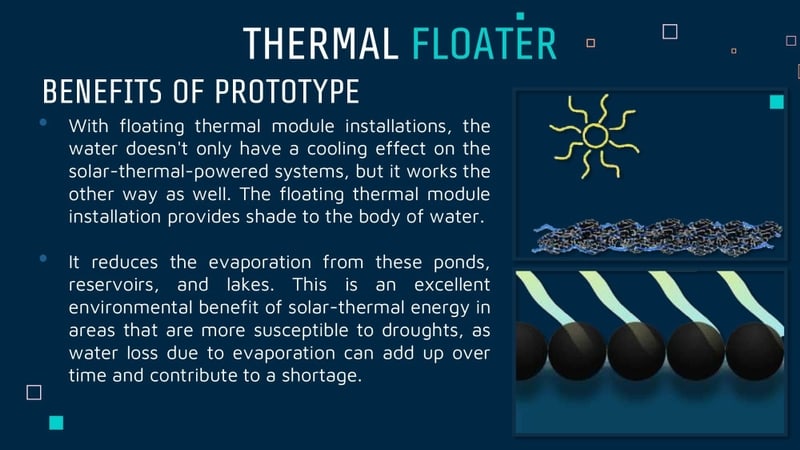 THERMAL FLOATER
BENEFITS OF PROTOTYPE
With floating thermal module installations, the
water doesn't only have a cooling effect on the
solar-thermal-powered systems, but it works the
other way as well. The floating thermal module
installation provides shade to the body of water.
It reduces the evaporation from these ponds,
reservoirs, and lakes. This is an excellent
environmental benefit of solar-thermal energy in
areas that are more susceptible to droughts, as
water loss due to evaporation can add up over
time and contribute to a shortage.